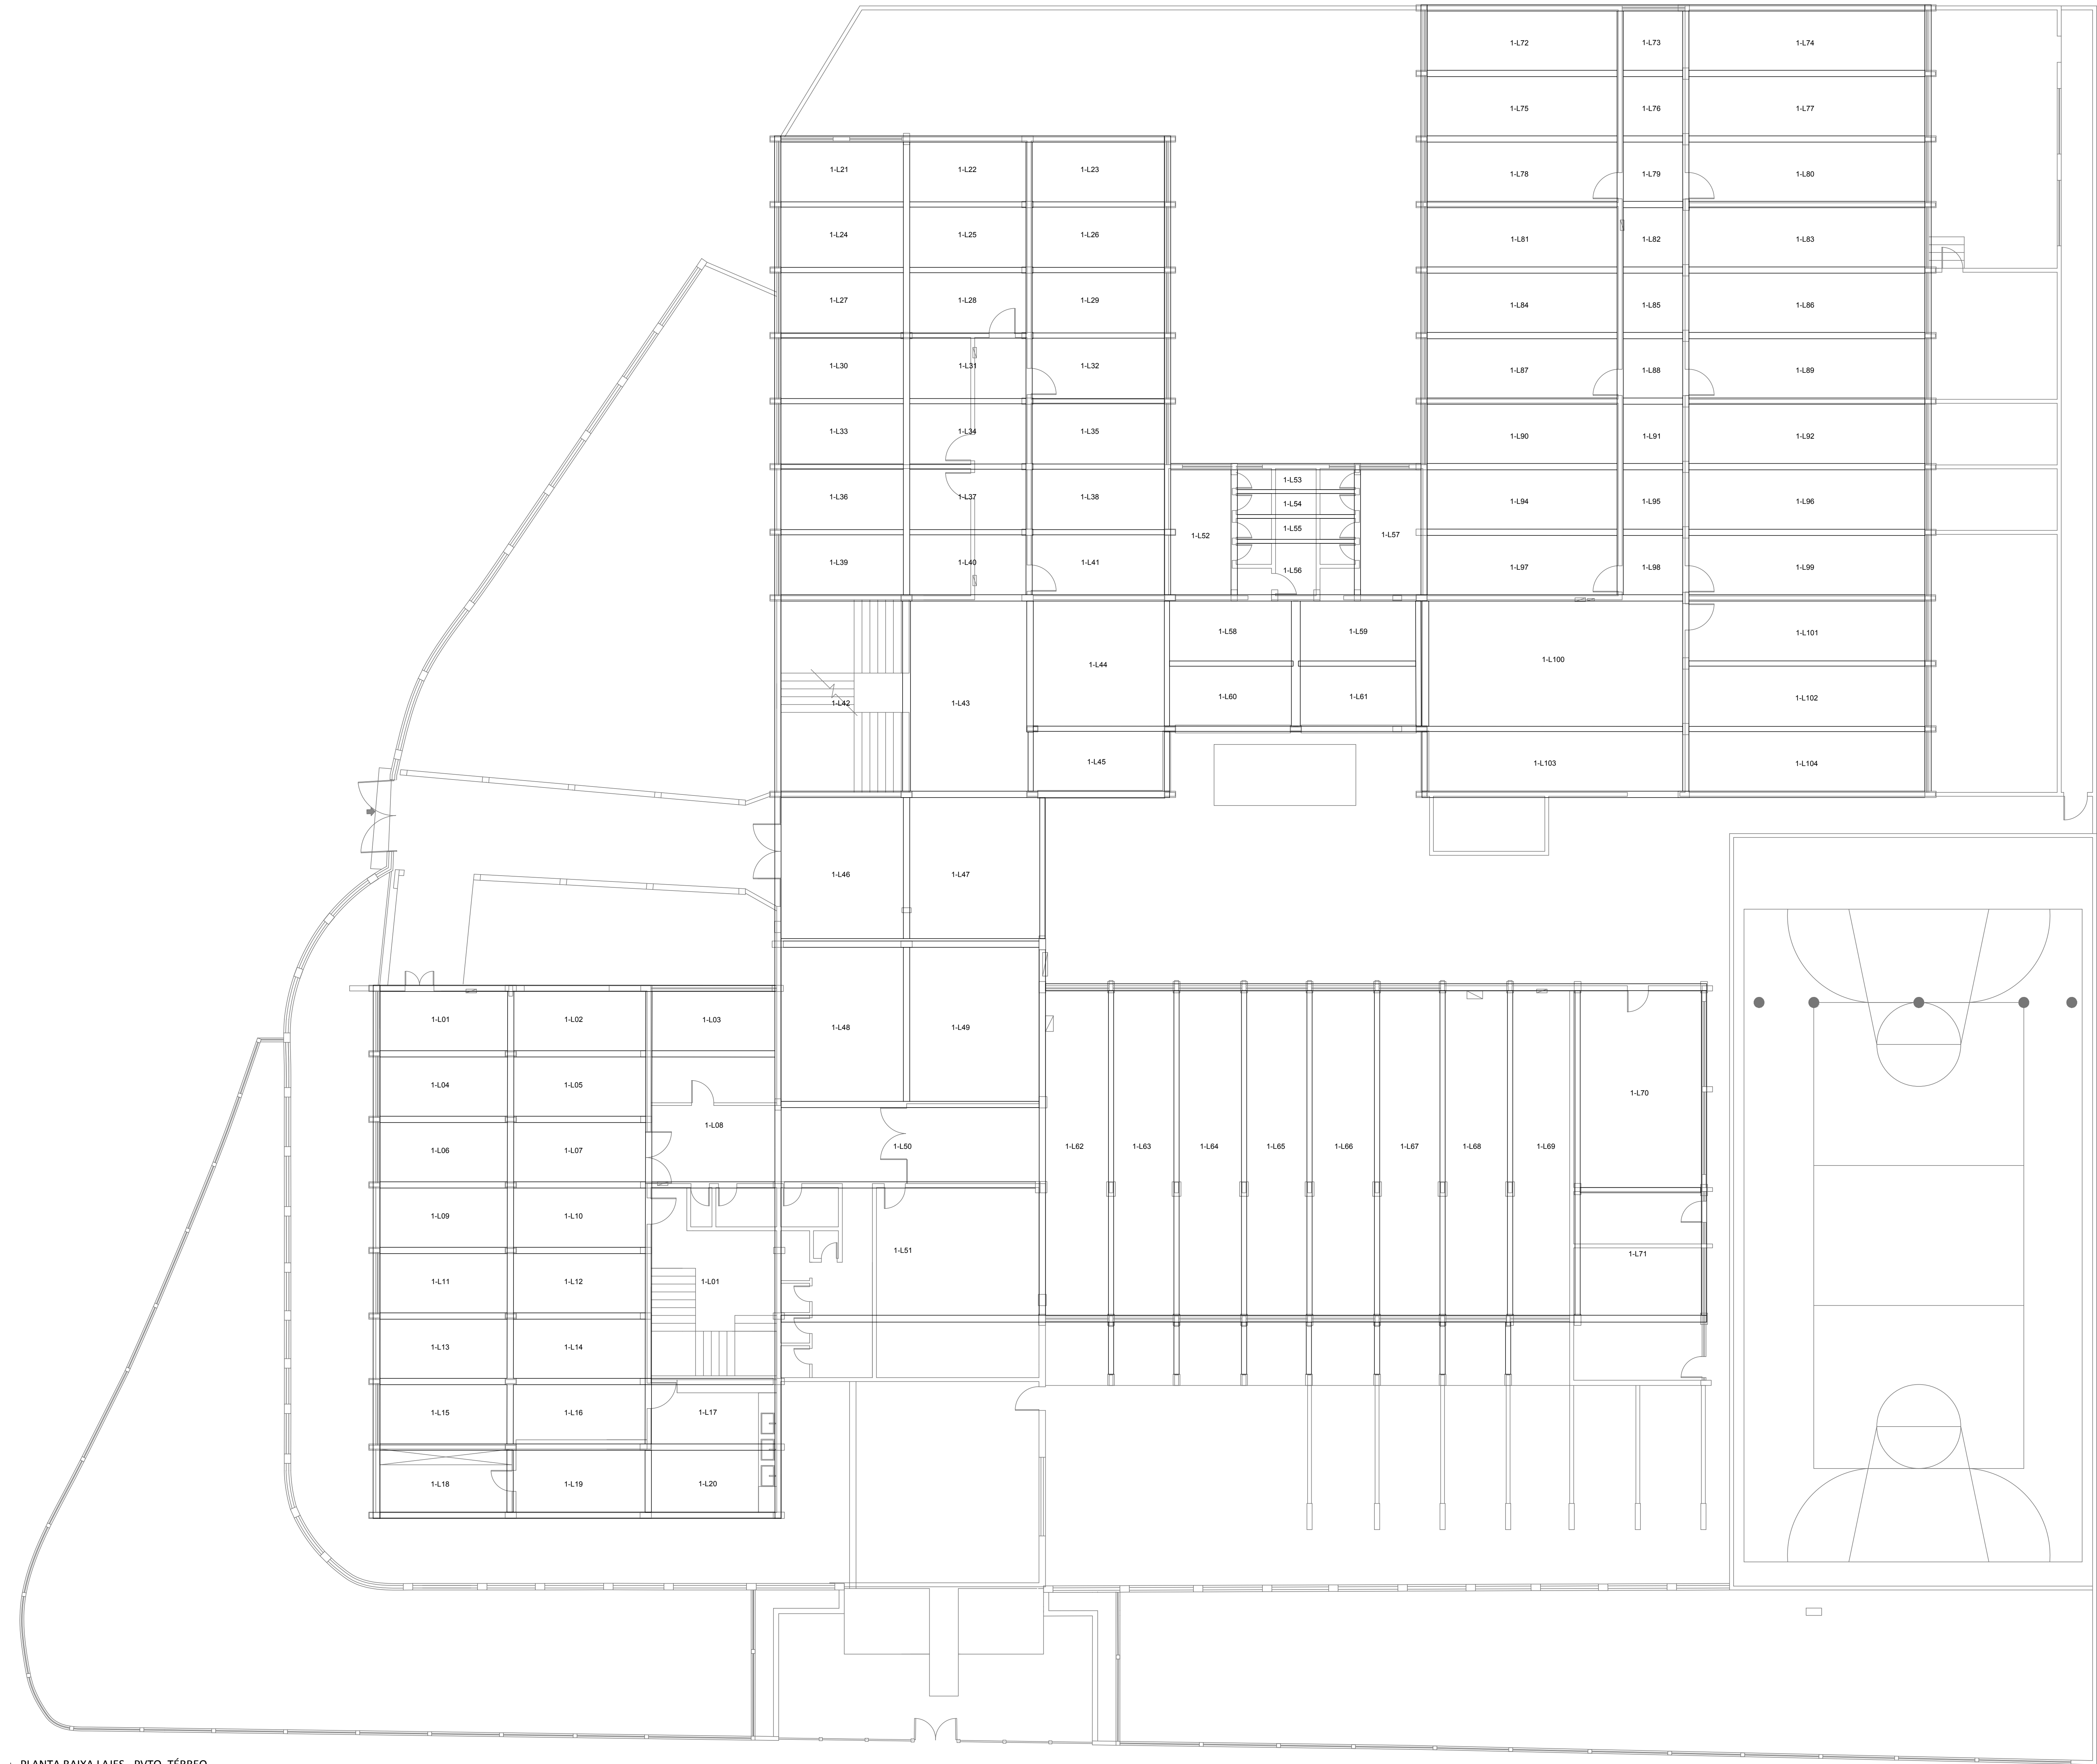 1-L72 1-L73 1-L74
1-L75 1-L76 1-L77
1-L21 1-L22 1-L23 1-L78 1-L79 1-L80
1-L24 1-L25 1-L26 1-L81 1-L82 1-L83
1-L27 1-L28 1-L29 1-L84 1-L85 1-L86
1-L30 1-L31 1-L32 1-L87 1-L88 1-L89
1-L33 1-L34 1-L35 1-L90 1-L91 1-L92
1-L53
1-L36 1-L37 1-L38 1-L94 1-L95 1-L96
1-L54
1-L55
1-L52 1-L57
1-L39 1-L40 1-L41 1-L56 1-L97 1-L98 1-L99
1-L58 1-L59 1-L101
1-L44 1-L100
1-L60 1-L61 1-L102
1-L42 1-L43
1-L45 1-L103 1-L104
1-L46 1-L47
1-L01 1-L02 1-L03
1-L48 1-L49
1-L04 1-L05
1-L70
1-L08
1-L06 1-L07 1-L50 1-L62 1-L63 1-L64 1-L65 1-L66 1-L67 1-L68 1-L69
1-L09 1-L10
1-L51 1-L71
1-L11 1-L12 1-L01
1-L13 1-L14
1-L15 1-L16 1-L17
1-L18 1-L19 1-L20
PLANTA BAIXA LAJES - PVTO. TÉRREO